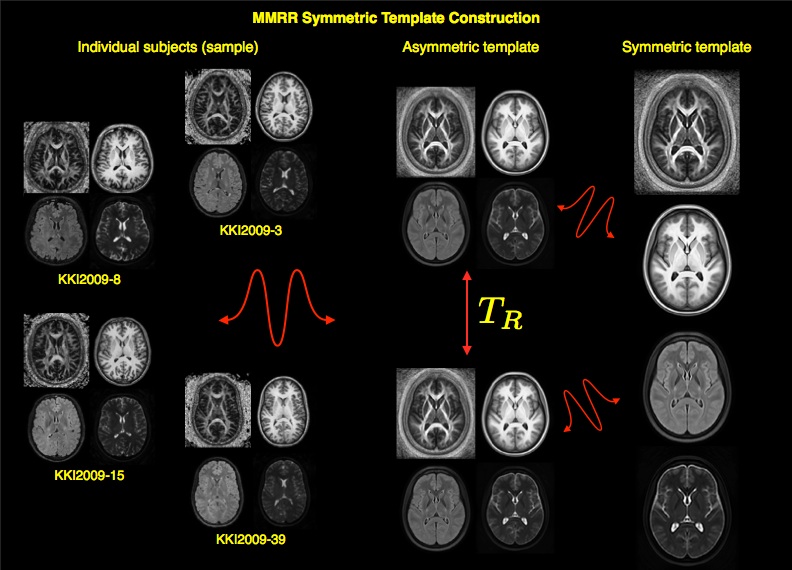 MMRR Symmetric Template Construction
Individual subjects (sample)
Asymmetric template
Symmetric template
KKI2009-3
KKI2009-8
T_R
KKI2009-15
KKI2009-39